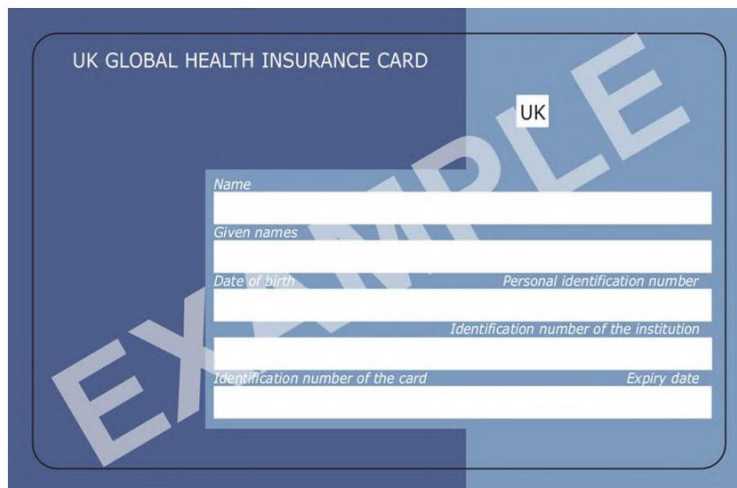 UK GLOBAL HEALTH INSURANCE CARD
UK
EXAMPLE
Name
Given names
Date of birth Personal identification number
Identification number of the institution
Identification number of the card Expiry date